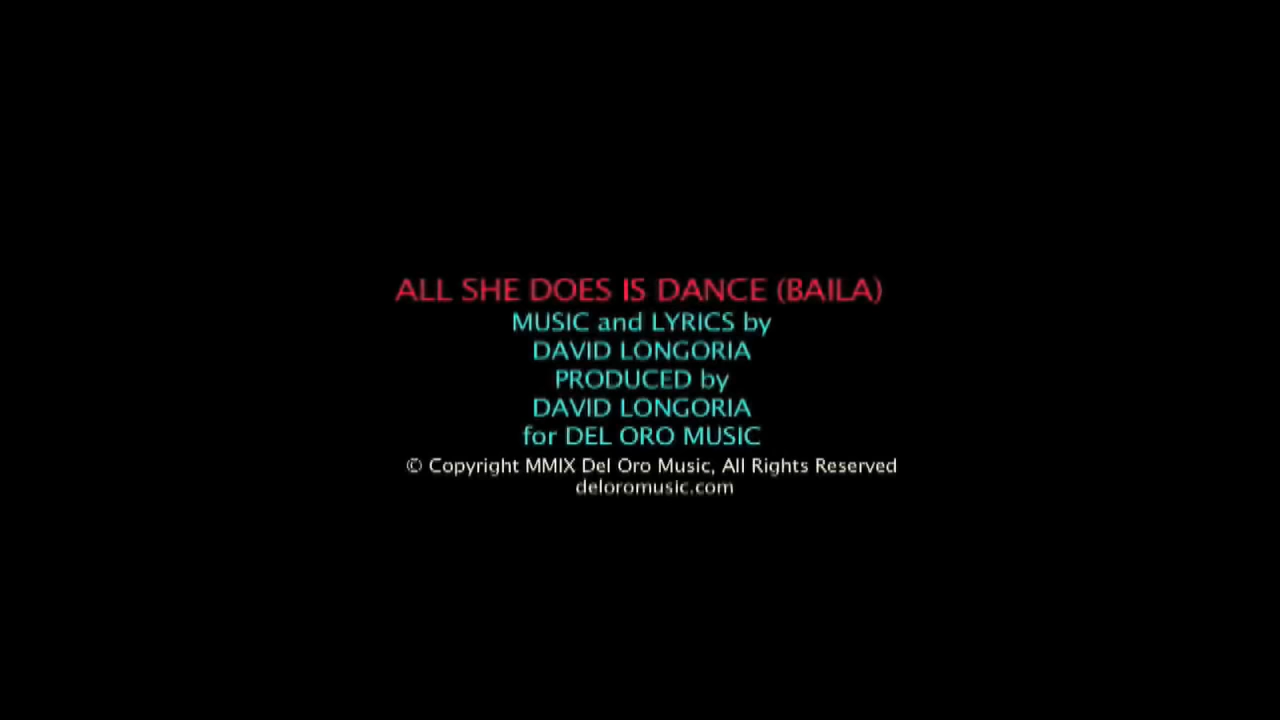 ALL SHE DOES IS DANCE (BAILA)
MUSIC and LYRICS by
DAVID LONGORIA
PRODUCED by
DAVID LONGORIA
for DEL ORO MUSIC
© Copyright MMIX Del Oro Music, All Rights Reserved
deloromusic.com